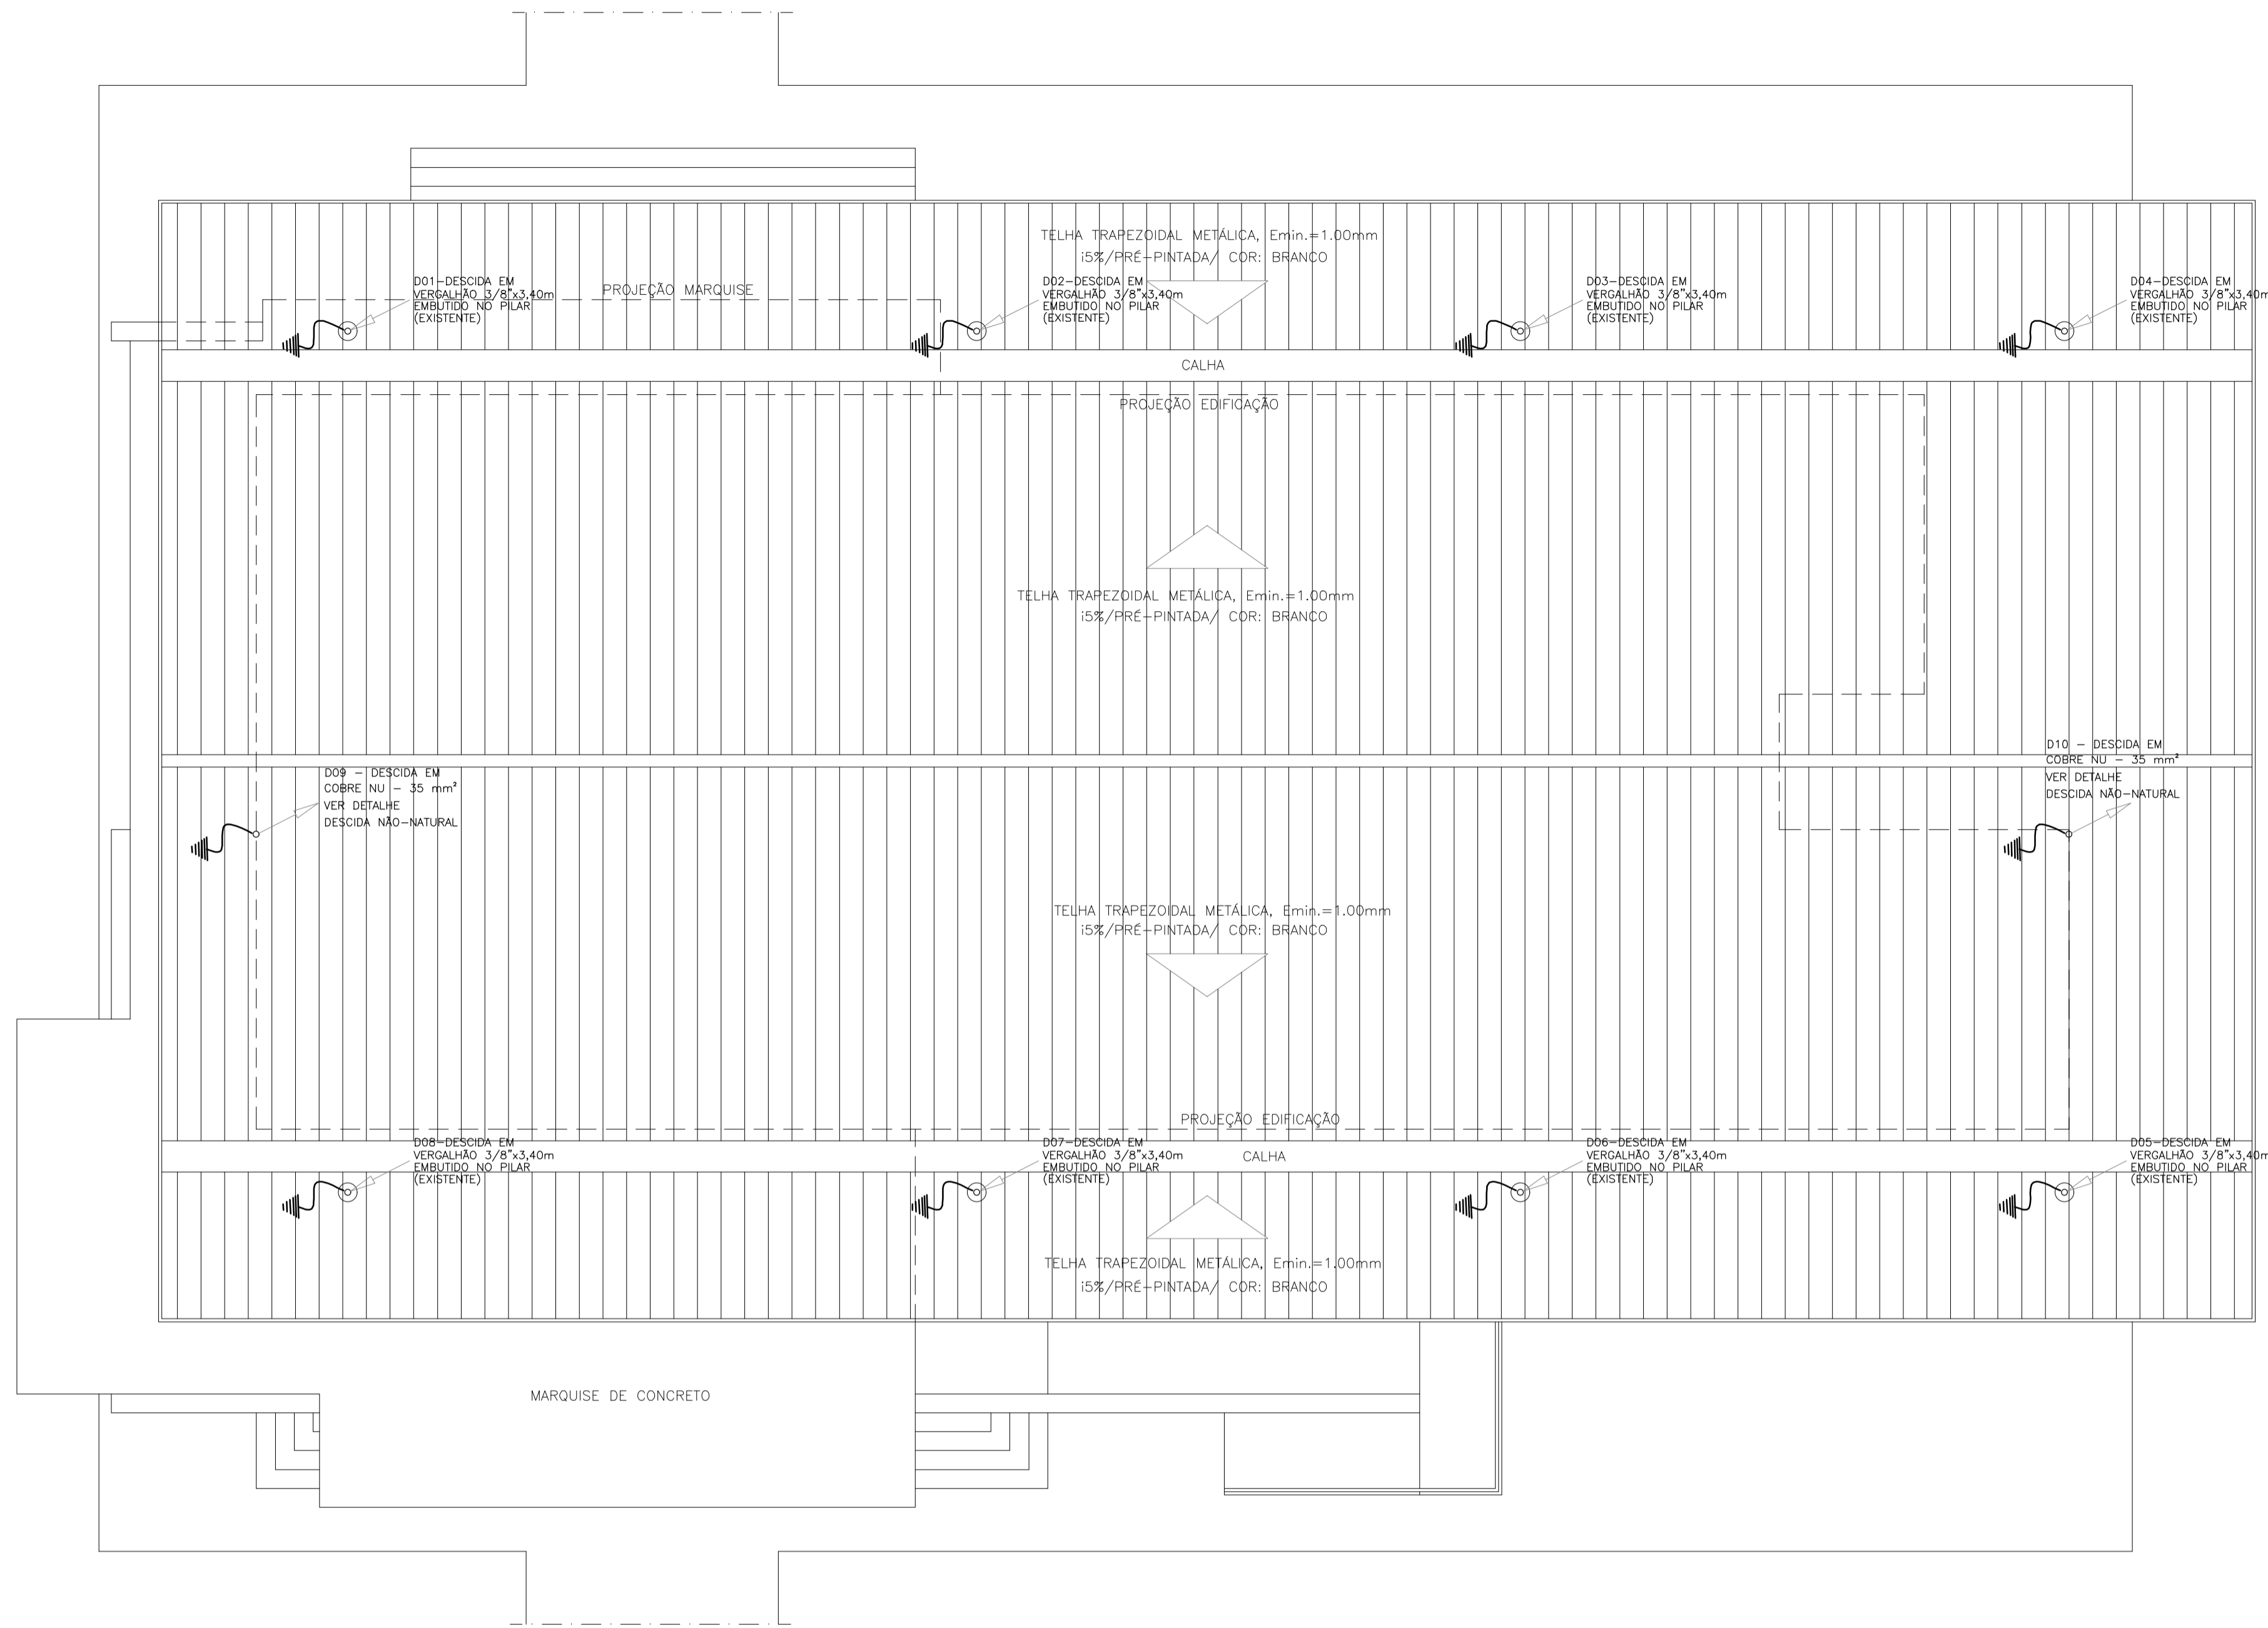 TELHA TRAPEZOIDAL METÁLICA, Emin.=1.00mm
i5%/PRÉ-PINTADA/ COR: BRANCO
D01-DESCIDA EM
VERGALHÃO 3/8"x3,40m
EMBUTIDO NO PILAR
(EXISTENTE)
PROJEÇÃO MARQUISE
D02-DESCIDA EM
VERGALHÃO 3/8"x3,40m
EMBUTIDO NO PILAR
(EXISTENTE)
D03-DESCIDA EM
VERGALHÃO 3/8"x3,40m
EMBUTIDO NO PILAR
(EXISTENTE)
D04-DESCIDA EM
VERGALHÃO 3/8"x3,40m
EMBUTIDO NO PILAR
(EXISTENTE)
CALHA
PROJEÇÃO EDIFICAÇÃO
TELHA TRAPEZOIDAL METÁLICA, Emin.=1.00mm
i5%/PRÉ-PINTADA/ COR: BRANCO
D09 - DESCIDA EM
COBRE NU - 35 mm²
VER DETALHE
DESCIDA NÃO-NATURAL
D10 - DESCIDA EM
COBRE NU - 35 mm²
VER DETALHE
DESCIDA NÃO-NATURAL
TELHA TRAPEZOIDAL METÁLICA, Emin.=1.00mm
i5%/PRÉ-PINTADA/ COR: BRANCO
PROJEÇÃO EDIFICAÇÃO
D08-DESCIDA EM
VERGALHÃO 3/8"x3,40m
EMBUTIDO NO PILAR
(EXISTENTE)
D07-DESCIDA EM
VERGALHÃO 3/8"x3,40m
EMBUTIDO NO PILAR
(EXISTENTE)
CALHA
D06-DESCIDA EM
VERGALHÃO 3/8"x3,40m
EMBUTIDO NO PILAR
(EXISTENTE)
D05-DESCIDA EM
VERGALHÃO 3/8"x3,40m
EMBUTIDO NO PILAR
(EXISTENTE)
TELHA TRAPEZOIDAL METÁLICA, Emin.=1.00mm
i5%/PRÉ-PINTADA/ COR: BRANCO
MARQUISE DE CONCRETO